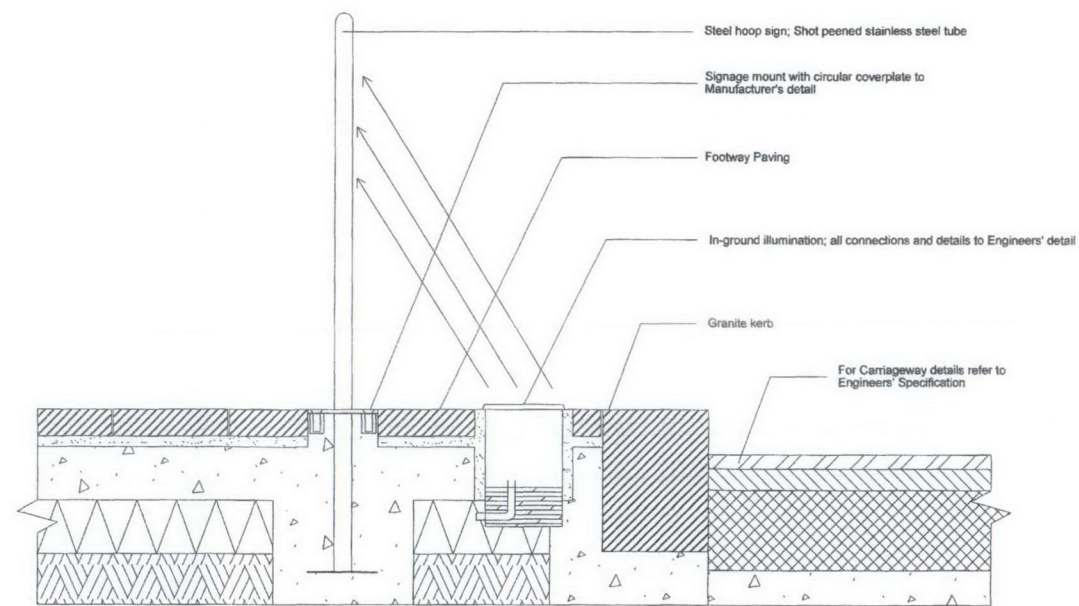 Steel hoop sign; Shot peened stainless steel tube
Signage mount with circular coverplate to
Manufacturer's detail
Footway Paving
In-ground illumination; all connections and details to Engineers' detail
Granite kerb
For Carriageway details refer to
Engineers' Specification